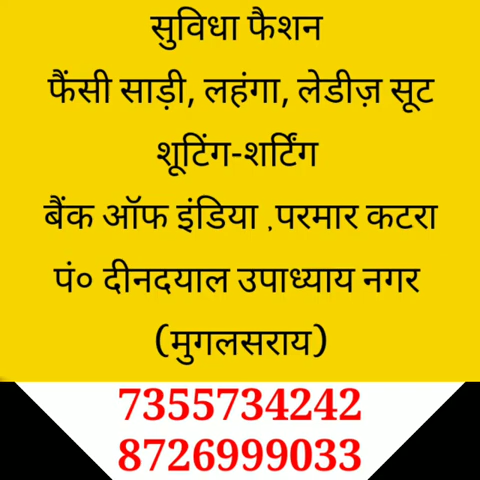 सुविधा फैशन
फैंसी साड़ी, लहंगा, लेडीज़ सूट
शूटिंग-शर्टिंग
बैंक ऑफ इंडिया ,परमार कटरा
पं० दीनदयाल उपाध्याय नगर
(मुगलसराय)
7355734242
8726999033